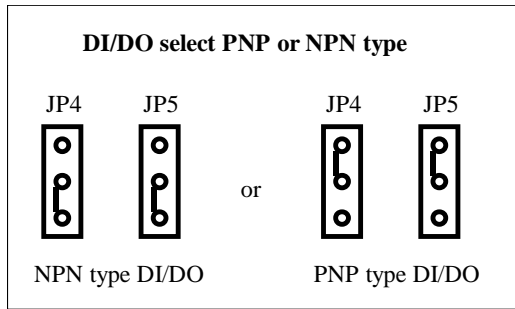 DI/DO select PNP or NPN type
JP4 JP5 JP4 JP5
or
NPN type DI/DO PNP type DI/DO